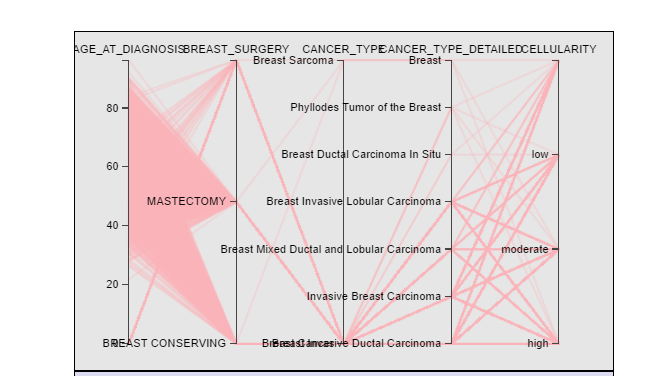 AGE_AT_DIAGNOSIS BREAST_SURGERY CANCER_TYPE CANCER_TYPE_DETAILED CELLULARITY
Breast Sarcoma Breast
80 Phyllodes Tumor of the Breast
Breast Ductal Carcinoma In Situ low
60
MASTECTOMY Breast Invasive Lobular Carcinoma
40
Breast Mixed Ductal and Lobular Carcinoma moderate
20 Invasive Breast Carcinoma
BREAST CONSERVING Breast Cancer Breast Invasive Ductal Carcinoma high